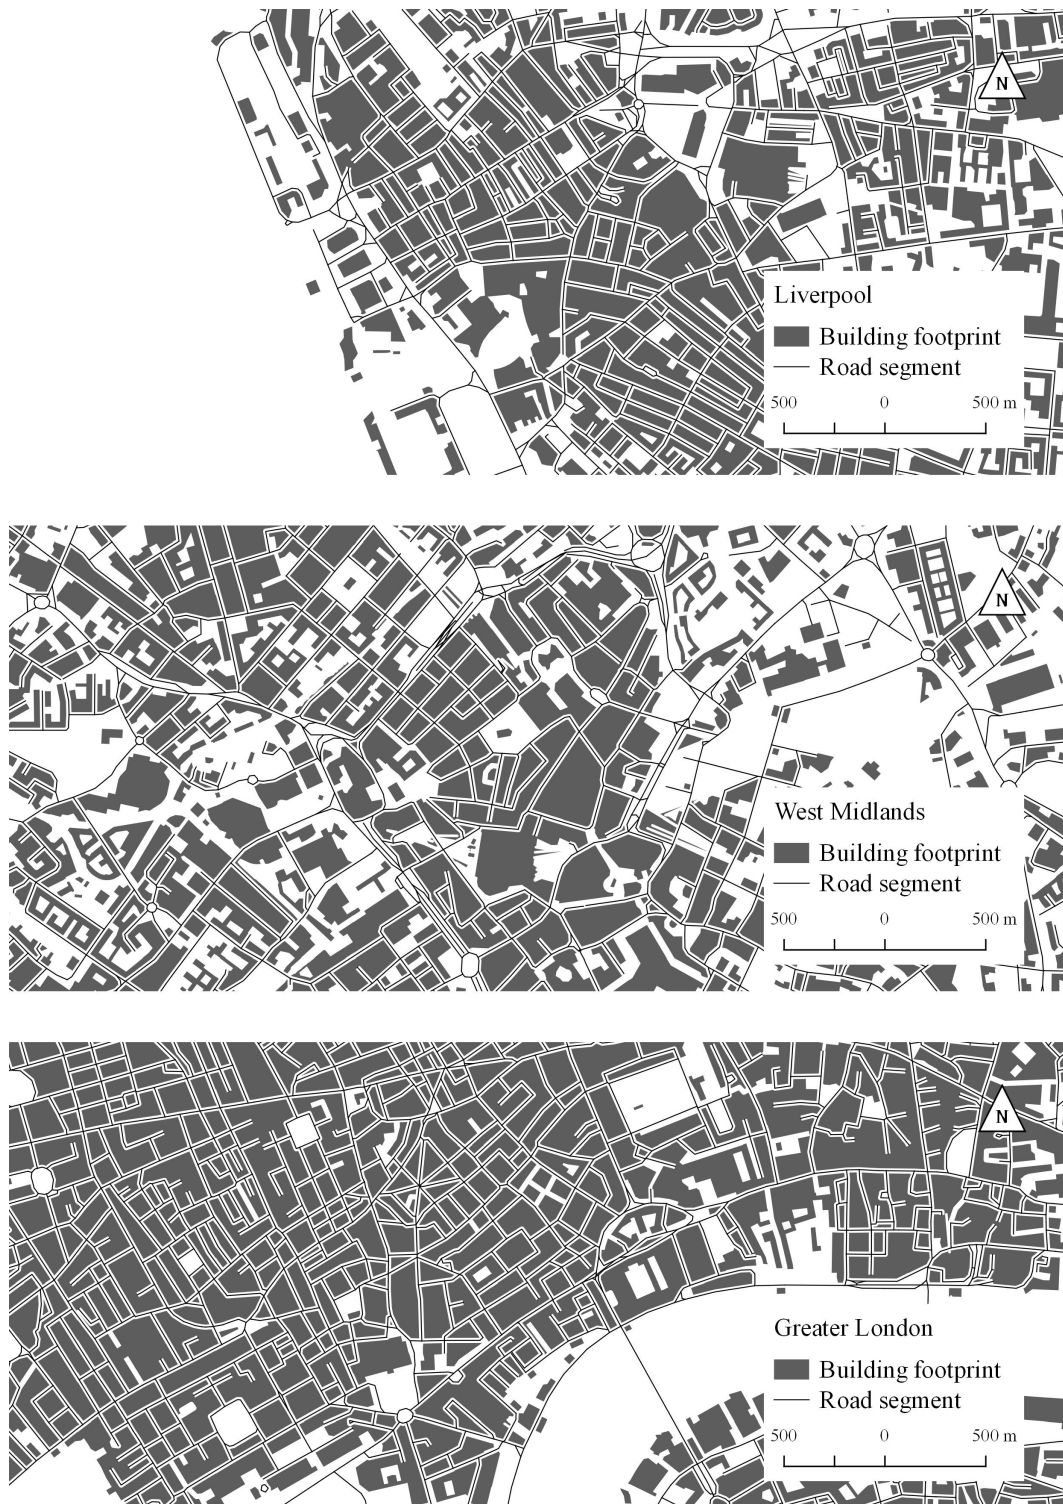 N
Liverpool
Building footprint
Road segment
500 0 500 m
N
West Midlands
Building footprint
Road segment
500 0 500 m
N
Greater London
Building footprint
Road segment
500 0 500 m